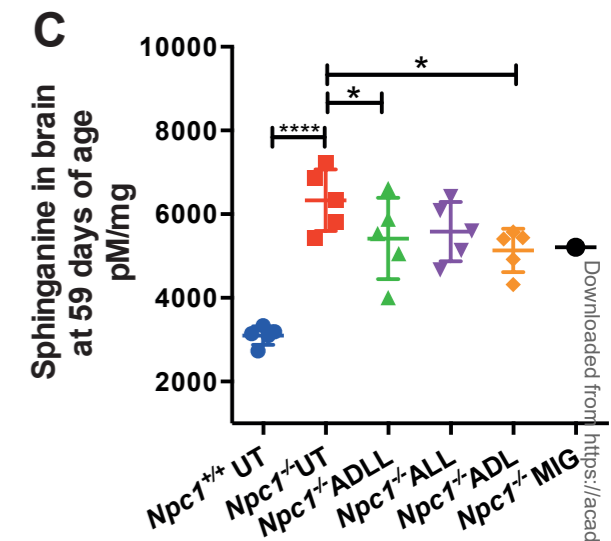 C
Sphinganine in brain
at 59 days of age
pM/mg
10000
8000
6000
4000
2000
*
*
****
Npc1+/+ UT
Npc1-/-UT
Npc1-/-ADLL
Npc1-/-ALL
Npc1-/-ADL
Npc1-/- MIG
Downloaded from https://acad